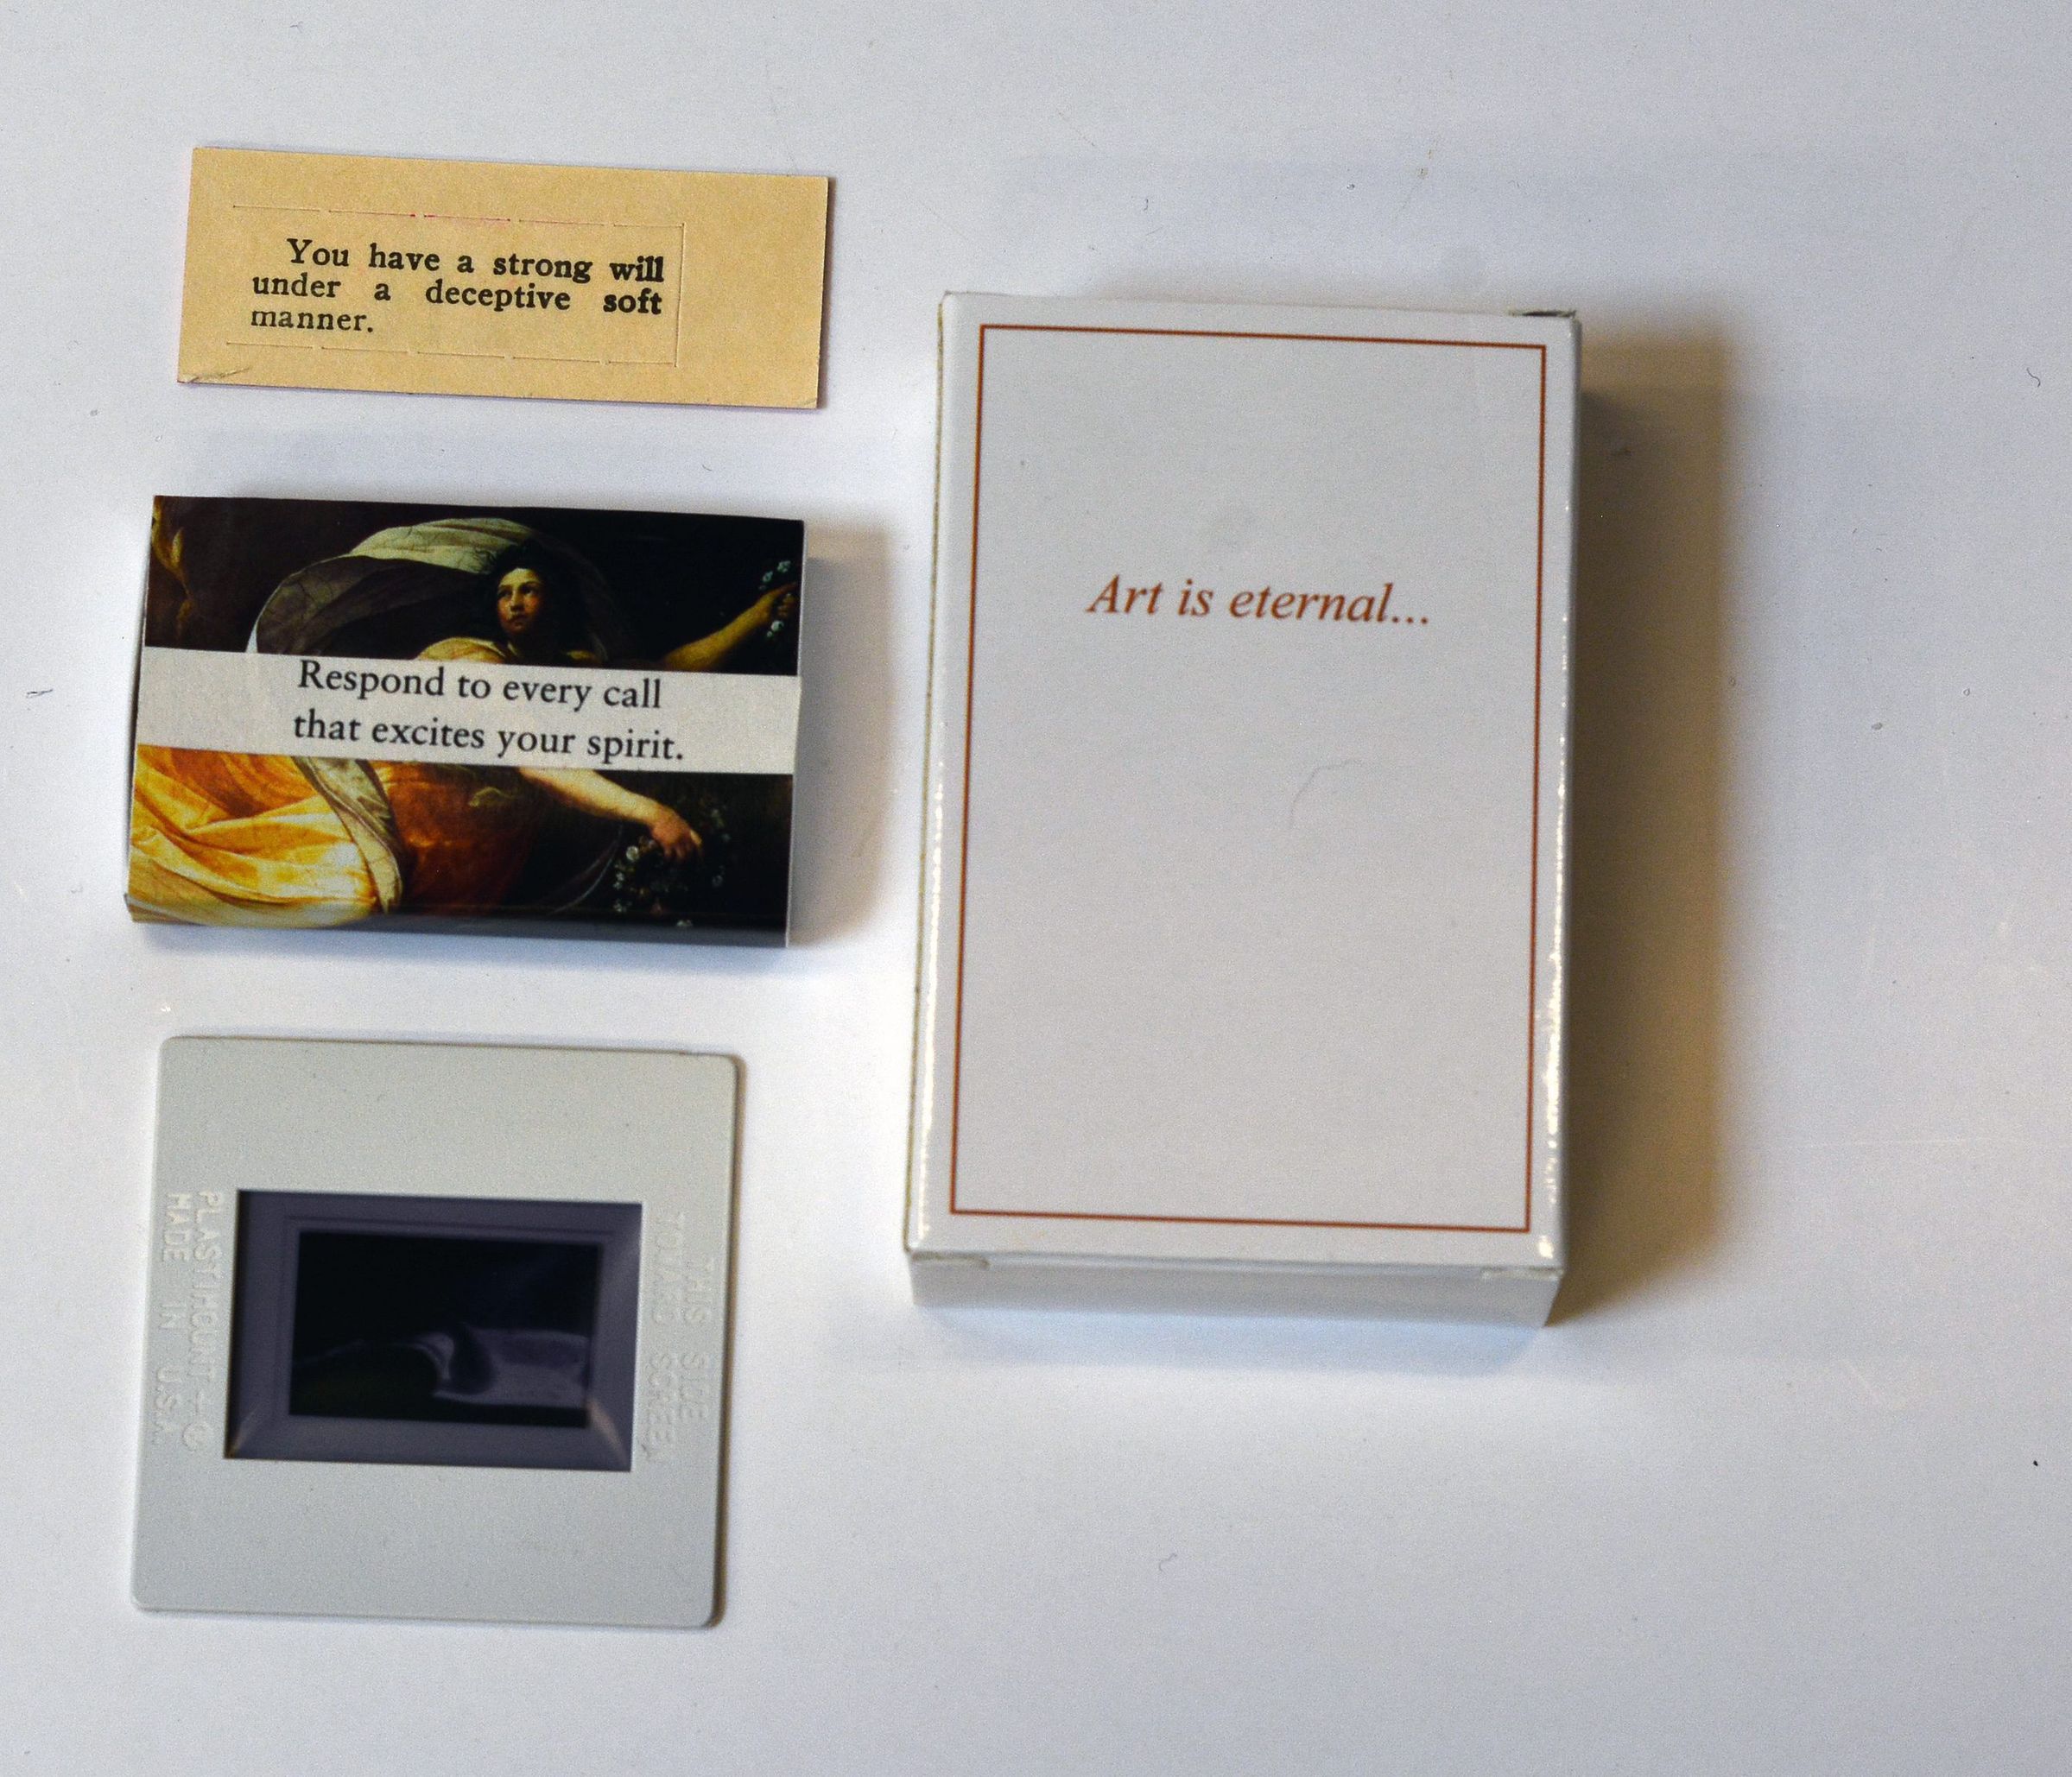 You have a strong will
under a deceptive soft
manner.
Respond to every call
that excites your spirit.
Art is eternal...
PLASTIMOUNT
MADE IN U.S.A.
THIS SIDE
TOWARD SCREEN